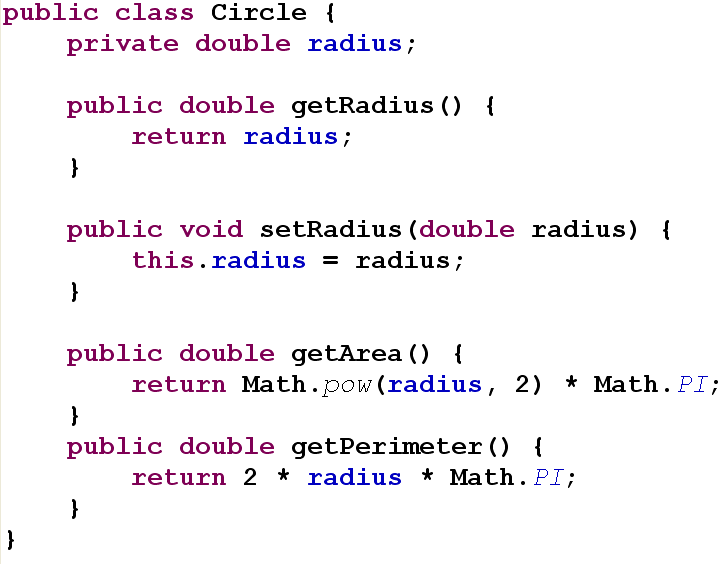 public class Circle {
    private double radius;

    public double getRadius() {
        return radius;
    }

    public void setRadius(double radius) {
        this.radius = radius;
    }

    public double getArea() {
        return Math.pow(radius, 2) * Math.PI;
    }
    public double getPerimeter() {
        return 2 * radius * Math.PI;
    }
}